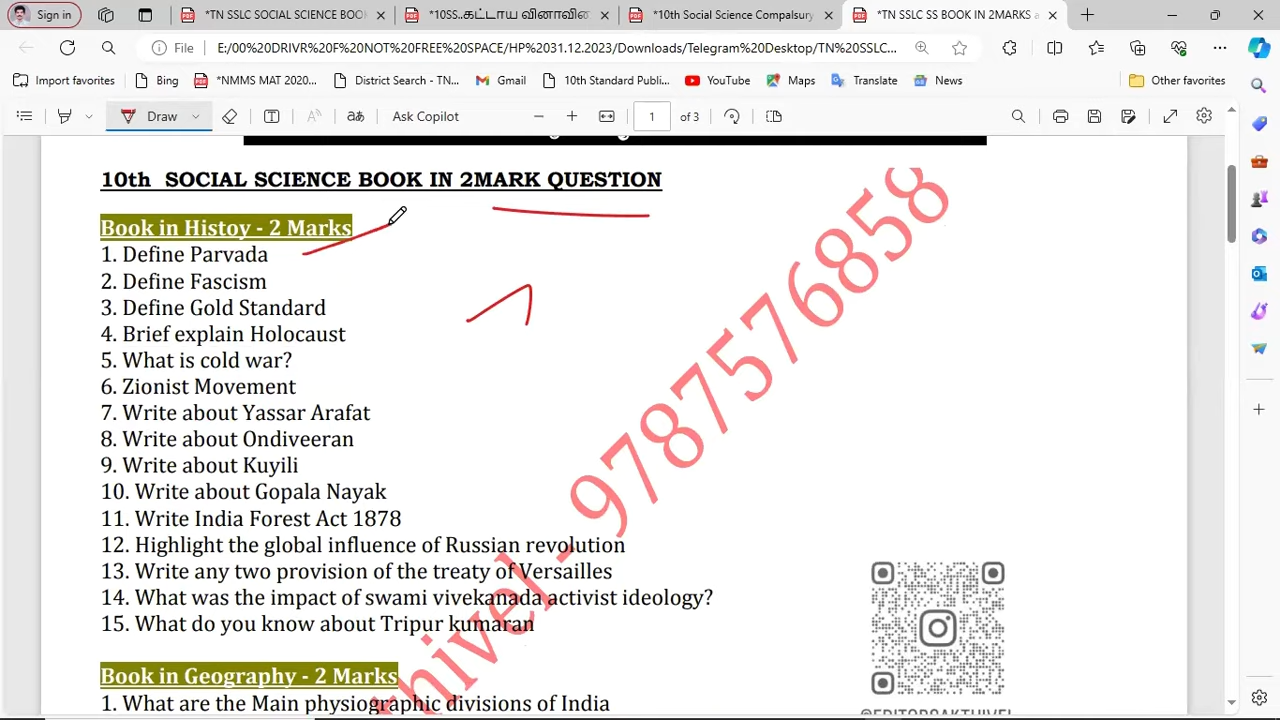 Sign in
*TN SSLC SOCIAL SCIENCE BOO
*10SS..கட்டாய வினாவின
*10th Social Science Compalsury
*TN SSLC SS BOOK IN 2MARKS a
File
E:/00%20DRIVR%20F%20NOT%20FREE%20SPACE/HP%2031.12.2023/Downloads/Telegram%20Desktop/TN%20SSLC...
Import favorites
Bing
*NMMS MAT 2020...
District Search - TN...
Gmail
10th Standard Publi...
YouTube
Maps
Translate
News
Other favorites
Draw
Ask Copilot
1 of 3
10th SOCIAL SCIENCE BOOK IN 2MARK QUESTION
Book in Histoy - 2 Marks
1. Define Parvada
2. Define Fascism
3. Define Gold Standard
4. Brief explain Holocaust
5. What is cold war?
6. Zionist Movement
7. Write about Yassar Arafat
8. Write about Ondiveeran
9. Write about Kuyili
10. Write about Gopala Nayak
11. Write India Forest Act 1878
12. Highlight the global influence of Russian revolution
13. Write any two provision of the treaty of Versailles
14. What was the impact of swami vivekanada activist ideology?
15. What do you know about Tripur kumaran
Book in Geography - 2 Marks
1. What are the Main physiographic divisions of India
hivel - 9787576858